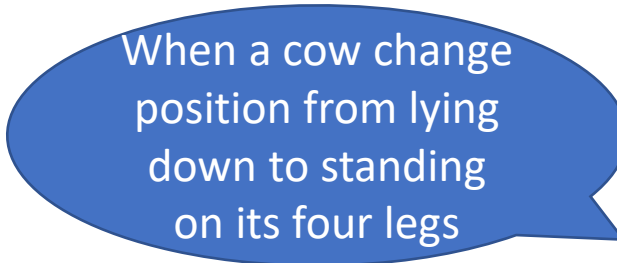 When a cow change
position from lying
down to standing
on its four legs